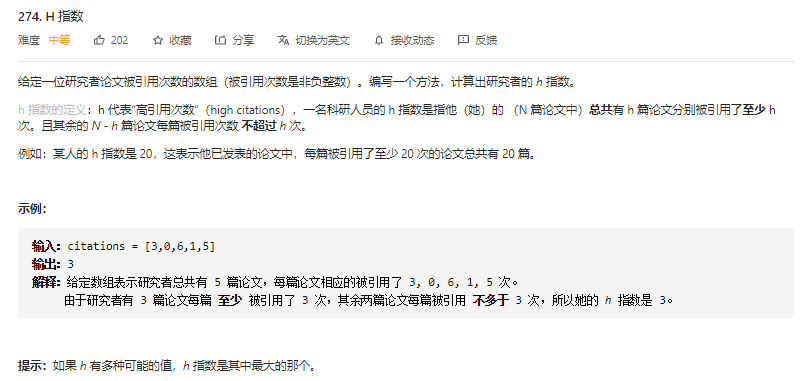 274. H 指数
难度 中等 202 收藏 分享 切换为英文 接收动态 反馈
给定一位研究者论文被引用次数的数组（被引用次数是非负整数）。编写一个方法，计算出研究者的 h 指数。
h 指数的定义：h 代表“高引用次数”（high citations），一名科研人员的 h 指数是指他（她）的 （N 篇论文中）总共有 h 篇论文分别被引用了至少 h
次。且其余的 N - h 篇论文每篇被引用次数 不超过 h 次。
例如：某人的 h 指数是 20，这表示他已发表的论文中，每篇被引用了至少 20 次的论文总共有 20 篇。
示例：
输入：citations = [3,0,6,1,5]
输出：3
解释：给定数组表示研究者总共有 5 篇论文，每篇论文相应的被引用了 3, 0, 6, 1, 5 次。
由于研究者有 3 篇论文每篇 至少 被引用了 3 次，其余两篇论文每篇被引用 不多于 3 次，所以她的 h 指数是 3。
提示：如果 h 有多种可能的值，h 指数是其中最大的那个。